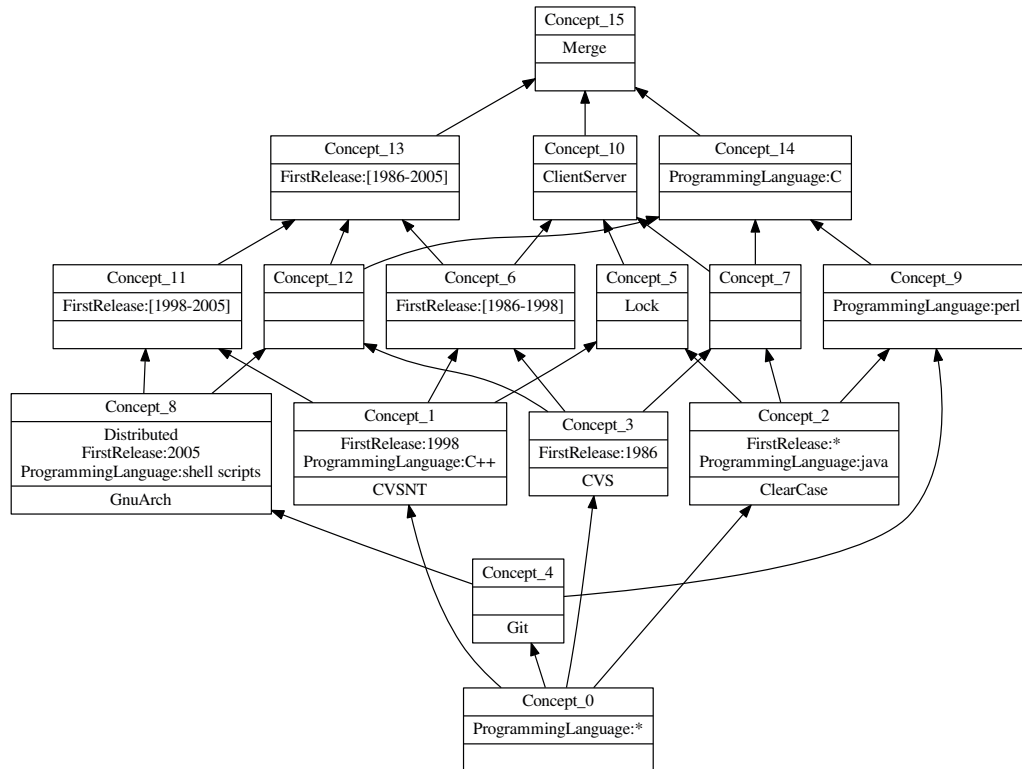 Concept_15
Merge
Concept_13
FirstRelease:[1986-2005]
Concept_10
ClientServer
Concept_14
ProgrammingLanguage:C
Concept_11
FirstRelease:[1998-2005]
Concept_12
Concept_6
FirstRelease:[1986-1998]
Concept_5
Lock
Concept_7
Concept_9
ProgrammingLanguage:perl
Concept_8
Distributed
FirstRelease:2005
ProgrammingLanguage:shell scripts
GnuArch
Concept_1
FirstRelease:1998
ProgrammingLanguage:C++
CVSNT
Concept_3
FirstRelease:1986
CVS
Concept_2
FirstRelease:*
ProgrammingLanguage:java
ClearCase
Concept_4
Git
Concept_0
ProgrammingLanguage:*